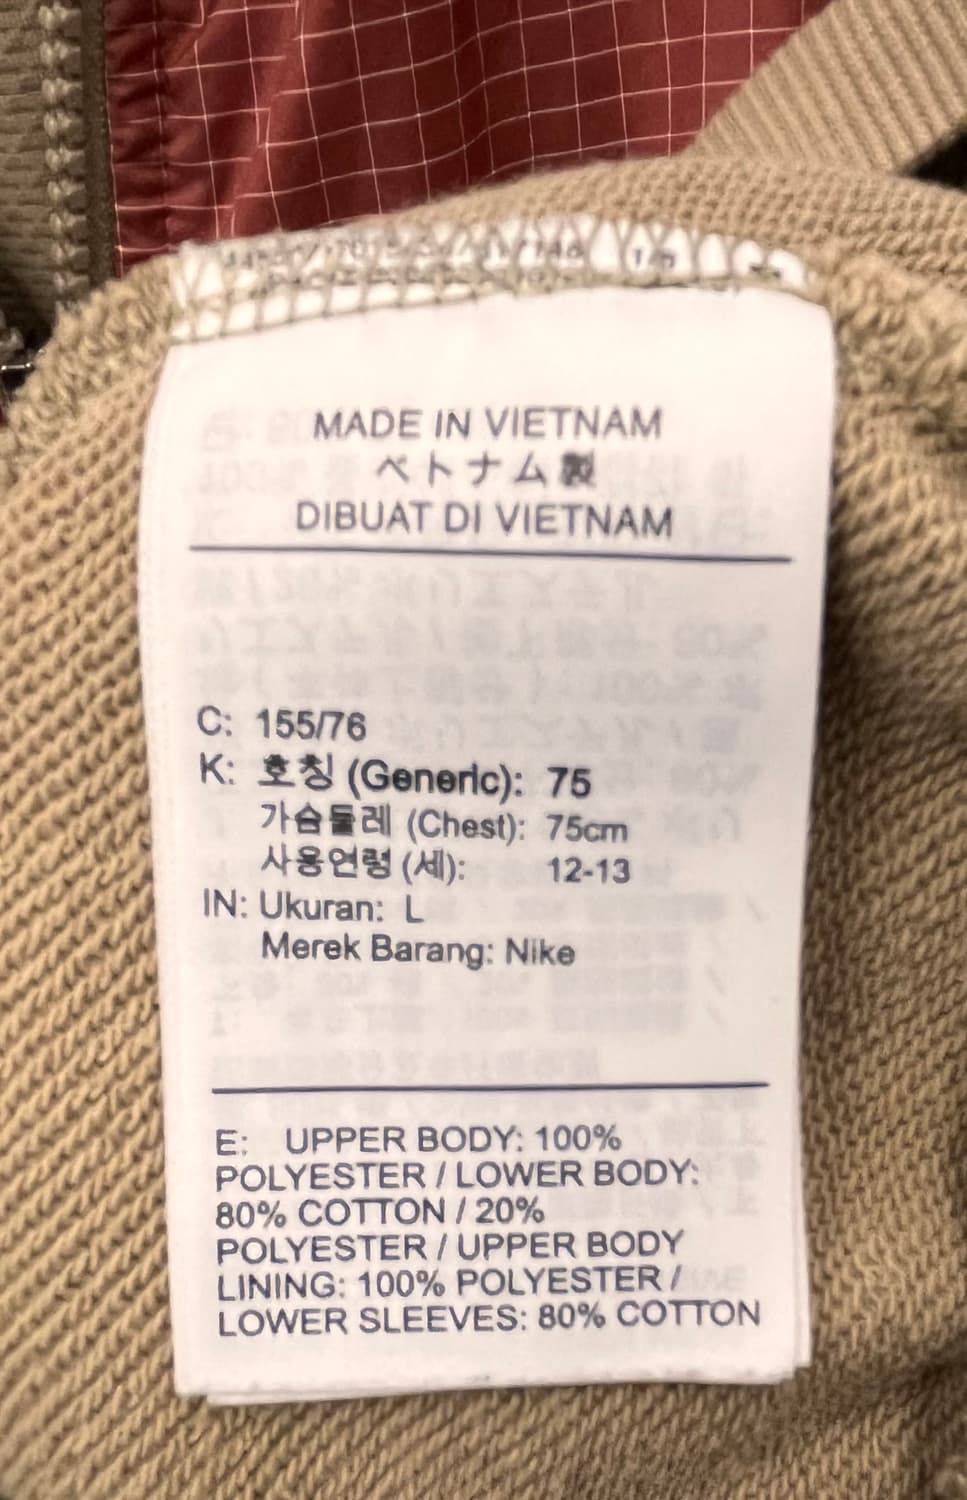 MADE IN VIETNAM
ベトナム製
DIBUAT DI VIETNAM
C: 155/76
K: 호칭 (Generic): 75
가슴둘레 (Chest): 75cm
사용연령 (세): 12-13
IN: Ukuran: L
Merek Barang: Nike
E: UPPER BODY: 100%
POLYESTER / LOWER BODY:
80% COTTON / 20%
POLYESTER / UPPER BODY
LINING: 100% POLYESTER /
LOWER SLEEVES: 80% COTTON